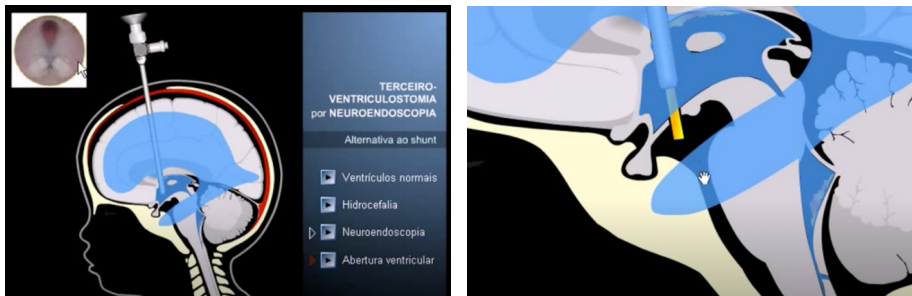 TERCEIRO-
VENTRICULOSTOMIA
por NEUROENDOSCOPIA
Alternativa ao shunt
Ventrículos normais
Hidrocefalia
Neuroendoscopia
Abertura ventricular